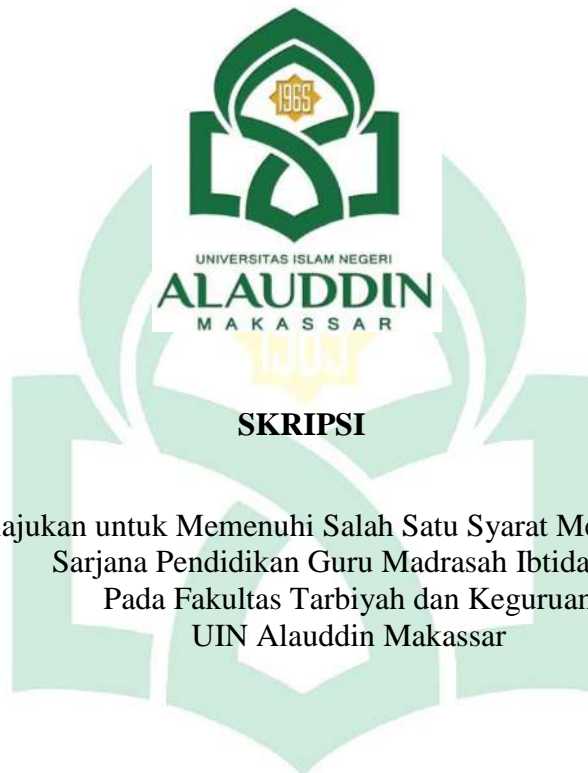 1965
UNIVERSITAS ISLAM NEGERI
ALAUDDIN
MAKASSAR
1965
SKRIPSI
ajukan untuk Memenuhi Salah Satu Syarat Me
Sarjana Pendidikan Guru Madrasah Ibtida
Pada Fakultas Tarbiyah dan Keguruan
UIN Alauddin Makassar